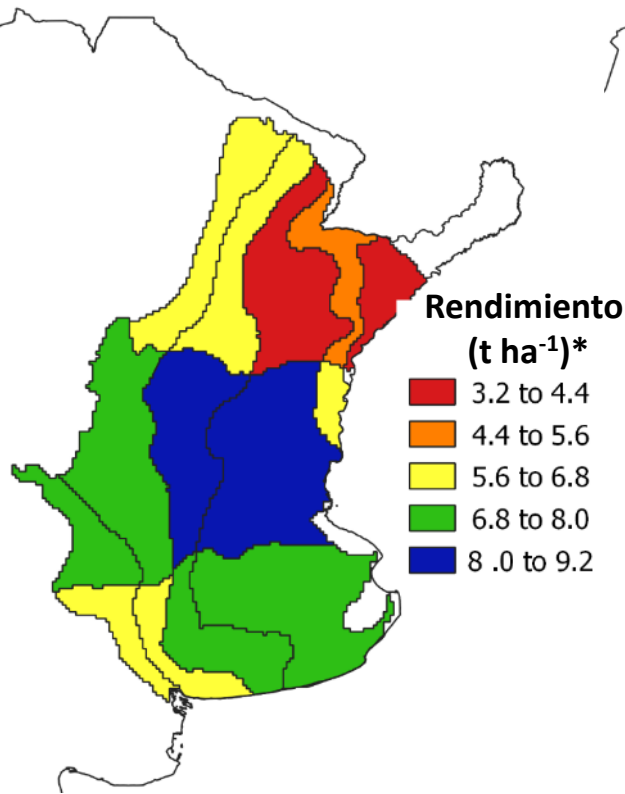 Rendimiento
(t ha⁻¹)*
3.2 to 4.4
4.4 to 5.6
5.6 to 6.8
6.8 to 8.0
8 .0 to 9.2